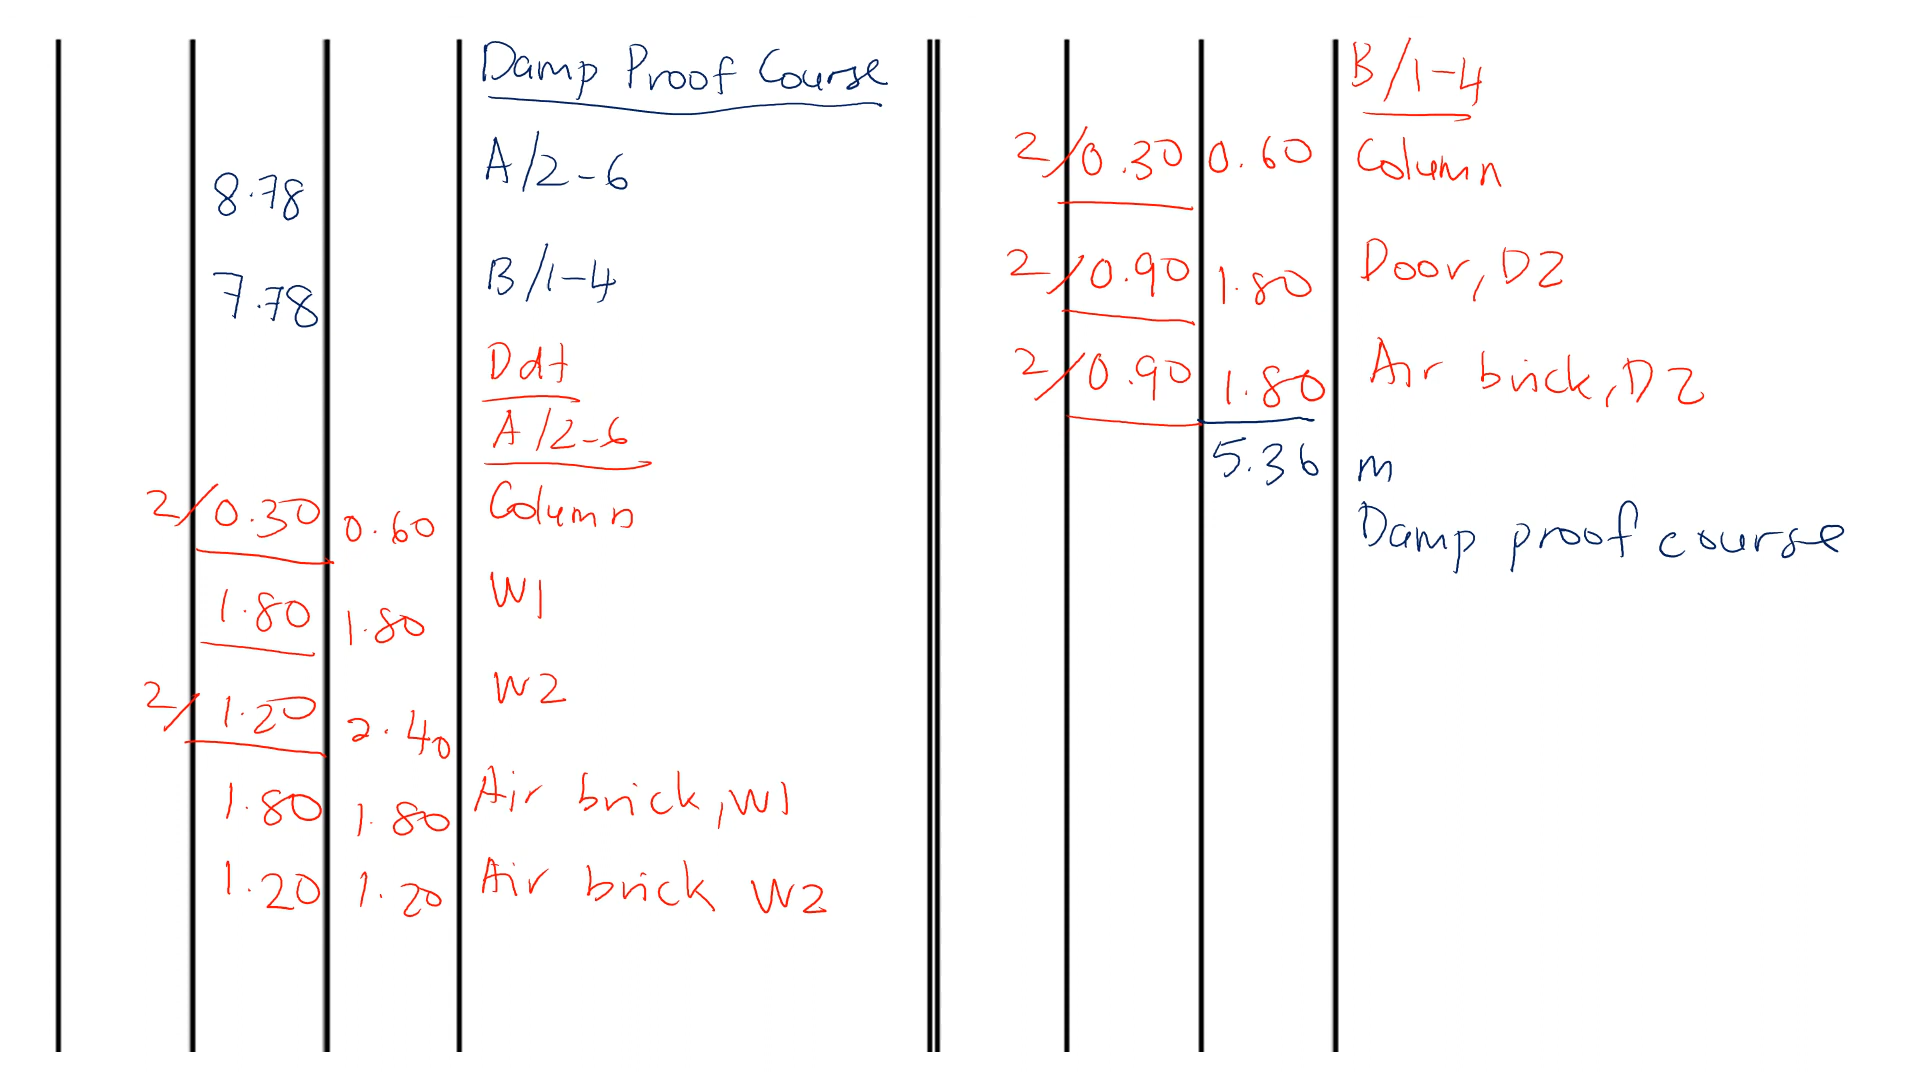 Damp Proof Course
8.78 A/2-6
7.78 B/1-4
Ddt
A/2-6
2/0.30 0.60 Column
1.80 1.80 W1
2/1.20 2.40 W2
1.80 1.80 Air brick, W1
1.20 1.20 Air brick W2
B/1-4
2/0.30 0.60 Column
2/0.90 1.80 Door, D2
2/0.90 1.80 Air brick, D2
5.36 m
Damp proof course